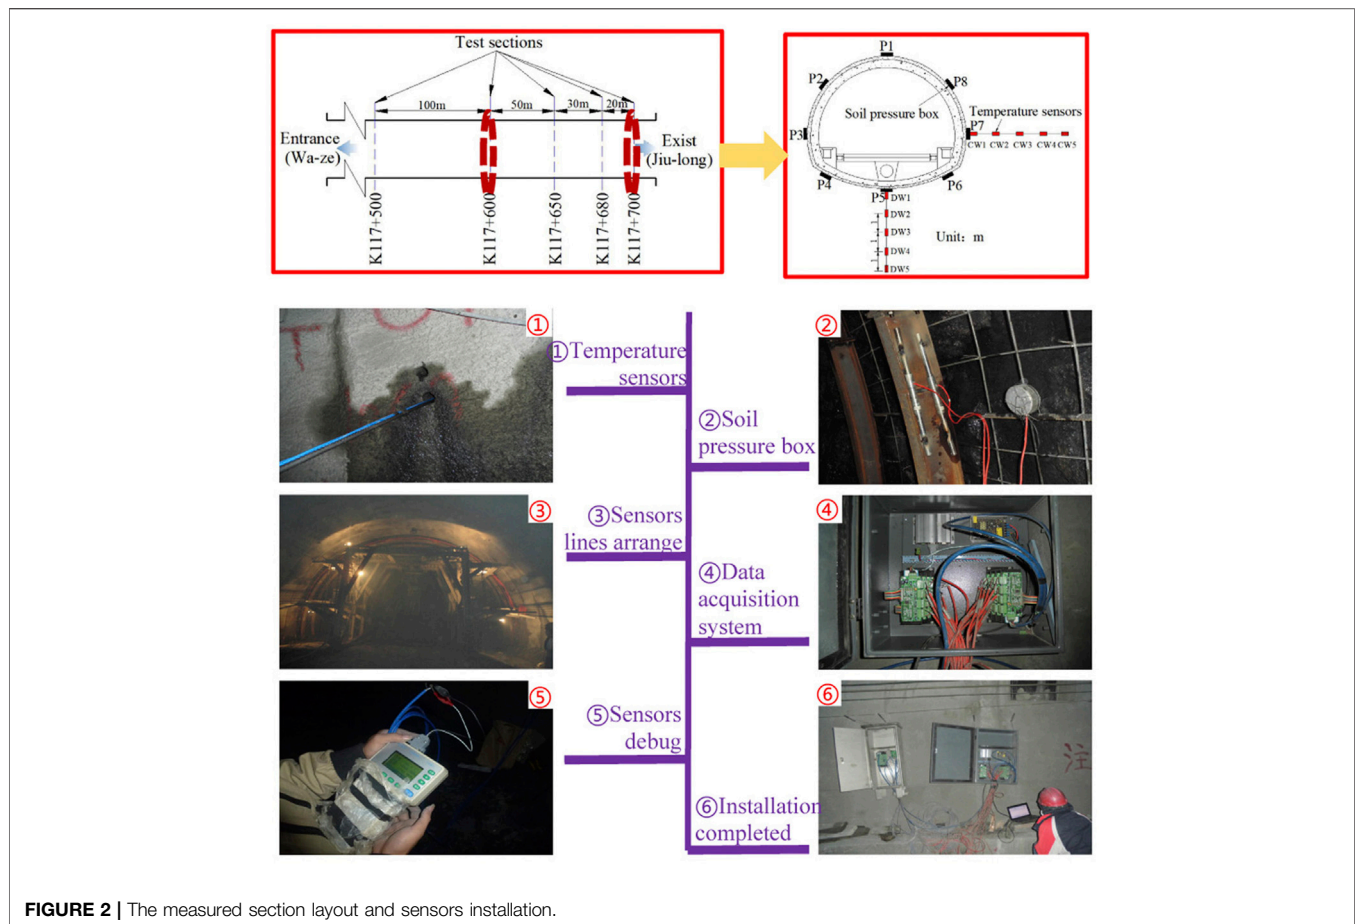 Test sections
100m
50m
30m
20m
Entrance
(Wa-ze)
Exist
(Jiu-long)
K117+500
K117+600
K117+650
K117+680
K117+700
P1
P2
P8
Soil pressure box
Temperature sensors
P3
P7
CW1 CW2 CW3 CW4 CW5
P4
P6
P5
DW1
DW2
1
DW3
1
DW4
1
DW5
Unit: m
①
①Temperature
sensors
②
②Soil
pressure box
③
③Sensors
lines arrange
④
④Data
acquisition
system
⑤
⑤Sensors
debug
⑥
注
⑥Installation
completed
FIGURE 2 | The measured section layout and sensors installation.